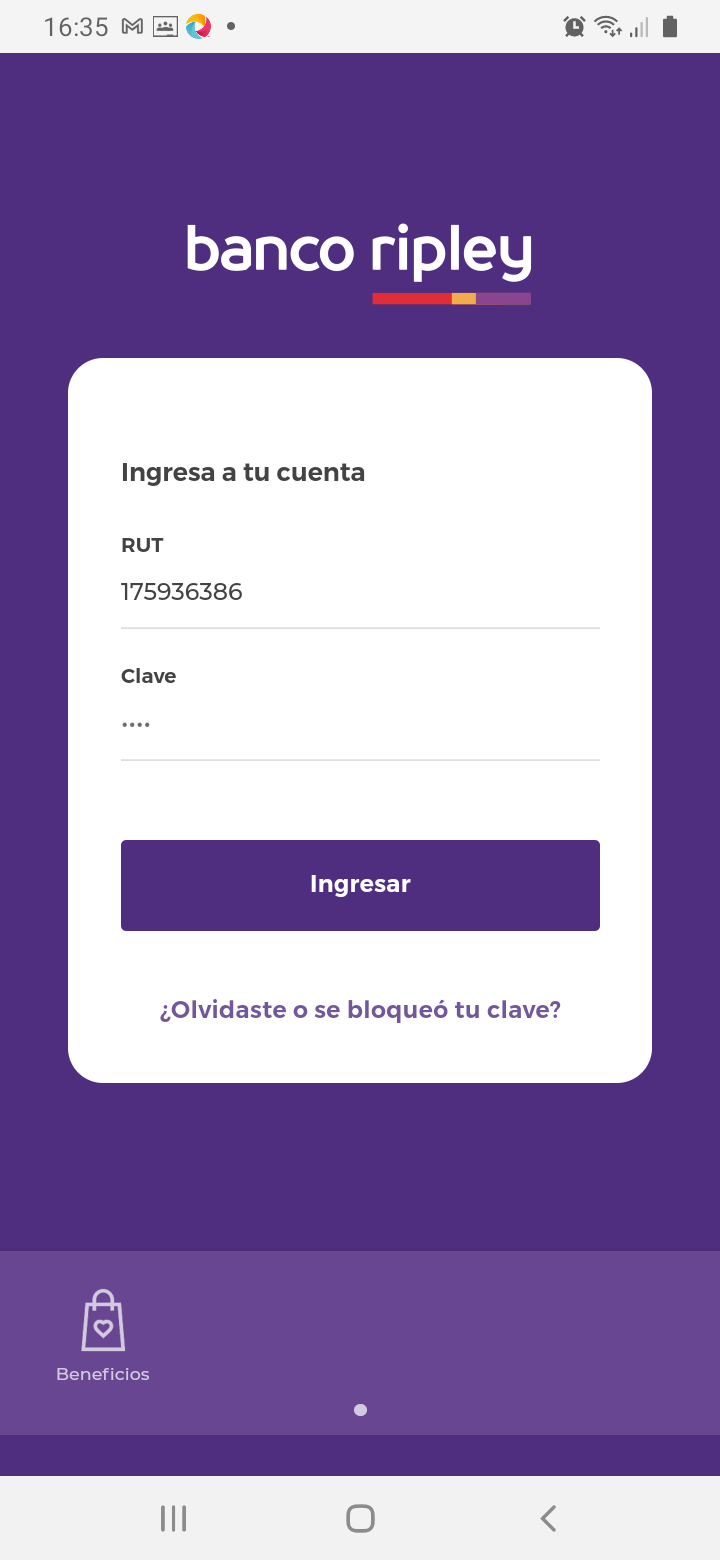 16:35
banco ripley
Ingresa a tu cuenta
RUT
175936386
Clave
····
Ingresar
¿Olvidaste o se bloqueó tu clave?
Beneficios